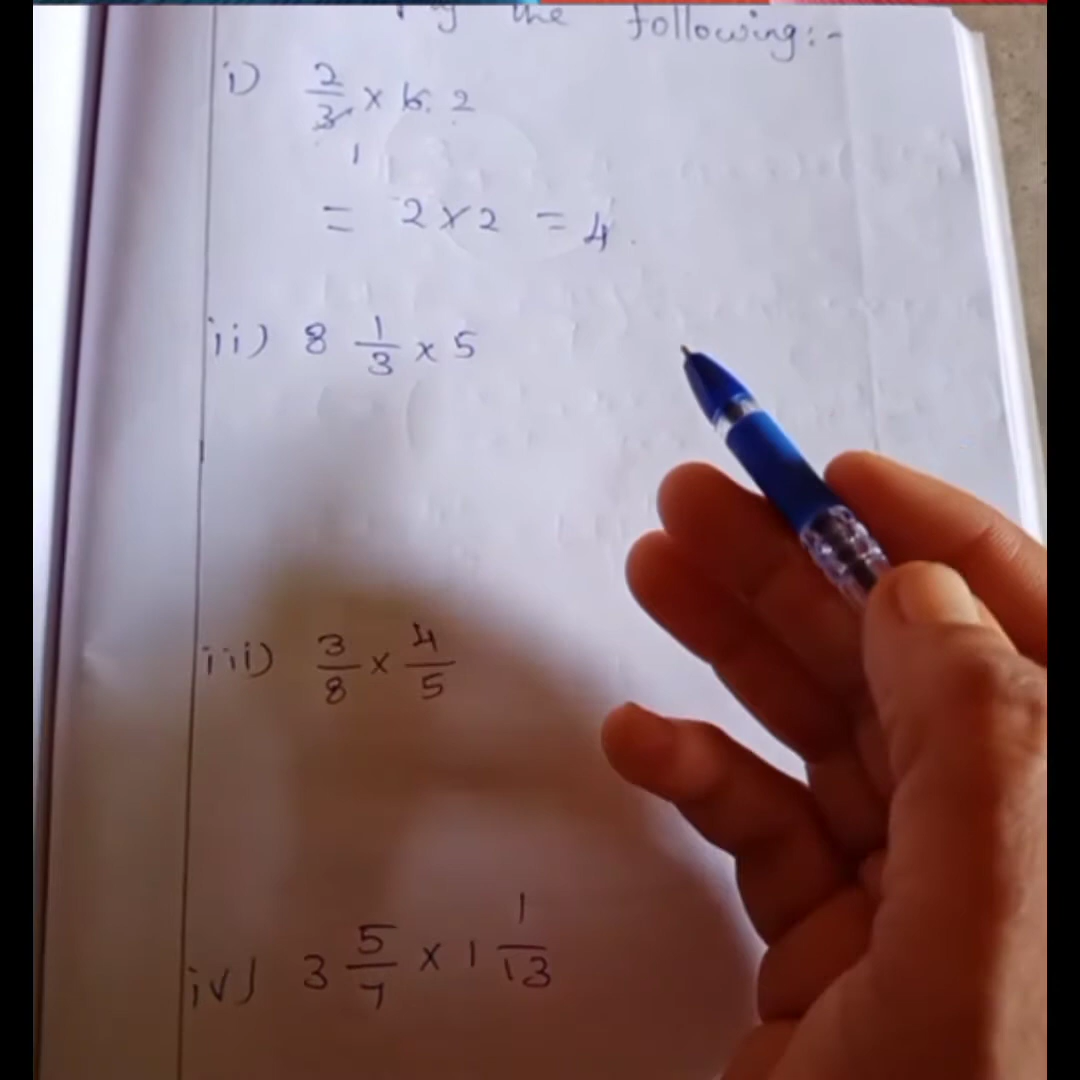 the following:-
i) 2/3 × 6 2
1
= 2 × 2 = 4.
ii) 8 1/3 × 5
iii) 3/8 × 4/5
iv) 3 5/7 × 1 1/13